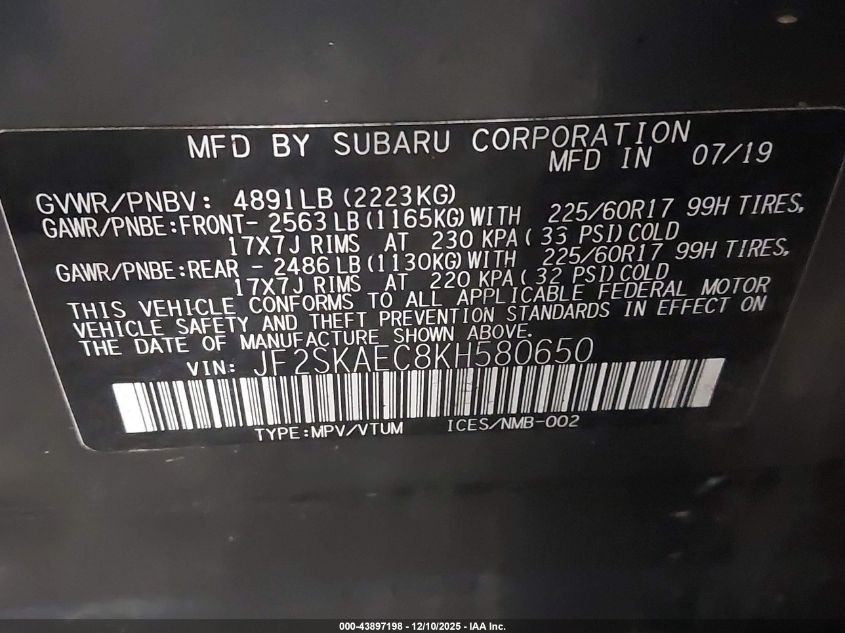 MFD BY SUBARU CORPORATION
MFD IN 07/19
GVWR/PNBV: 4891LB (2223KG)
GAWR/PNBE:FRONT- 2563 LB (1165KG) WITH 225/60R17 99H TIRES,
17X7J RIMS AT 230 KPA ( 33 PSI) COLD
GAWR/PNBE:REAR - 2486 LB (1130KG) WITH 225/60R17 99H TIRES,
17X7J RIMS AT 220 KPA ( 32 PSI) COLD
THIS VEHICLE CONFORMS TO ALL APPLICABLE FEDERAL MOTOR
VEHICLE SAFETY AND THEFT PREVENTION STANDARDS IN EFFECT ON
THE DATE OF MANUFACTURE SHOWN ABOVE.
VIN: JF2SKAEC8KH580650
TYPE:MPV/VTUM ICES/NMB-002
000-43897198 - 12/10/2025 - IAA Inc.